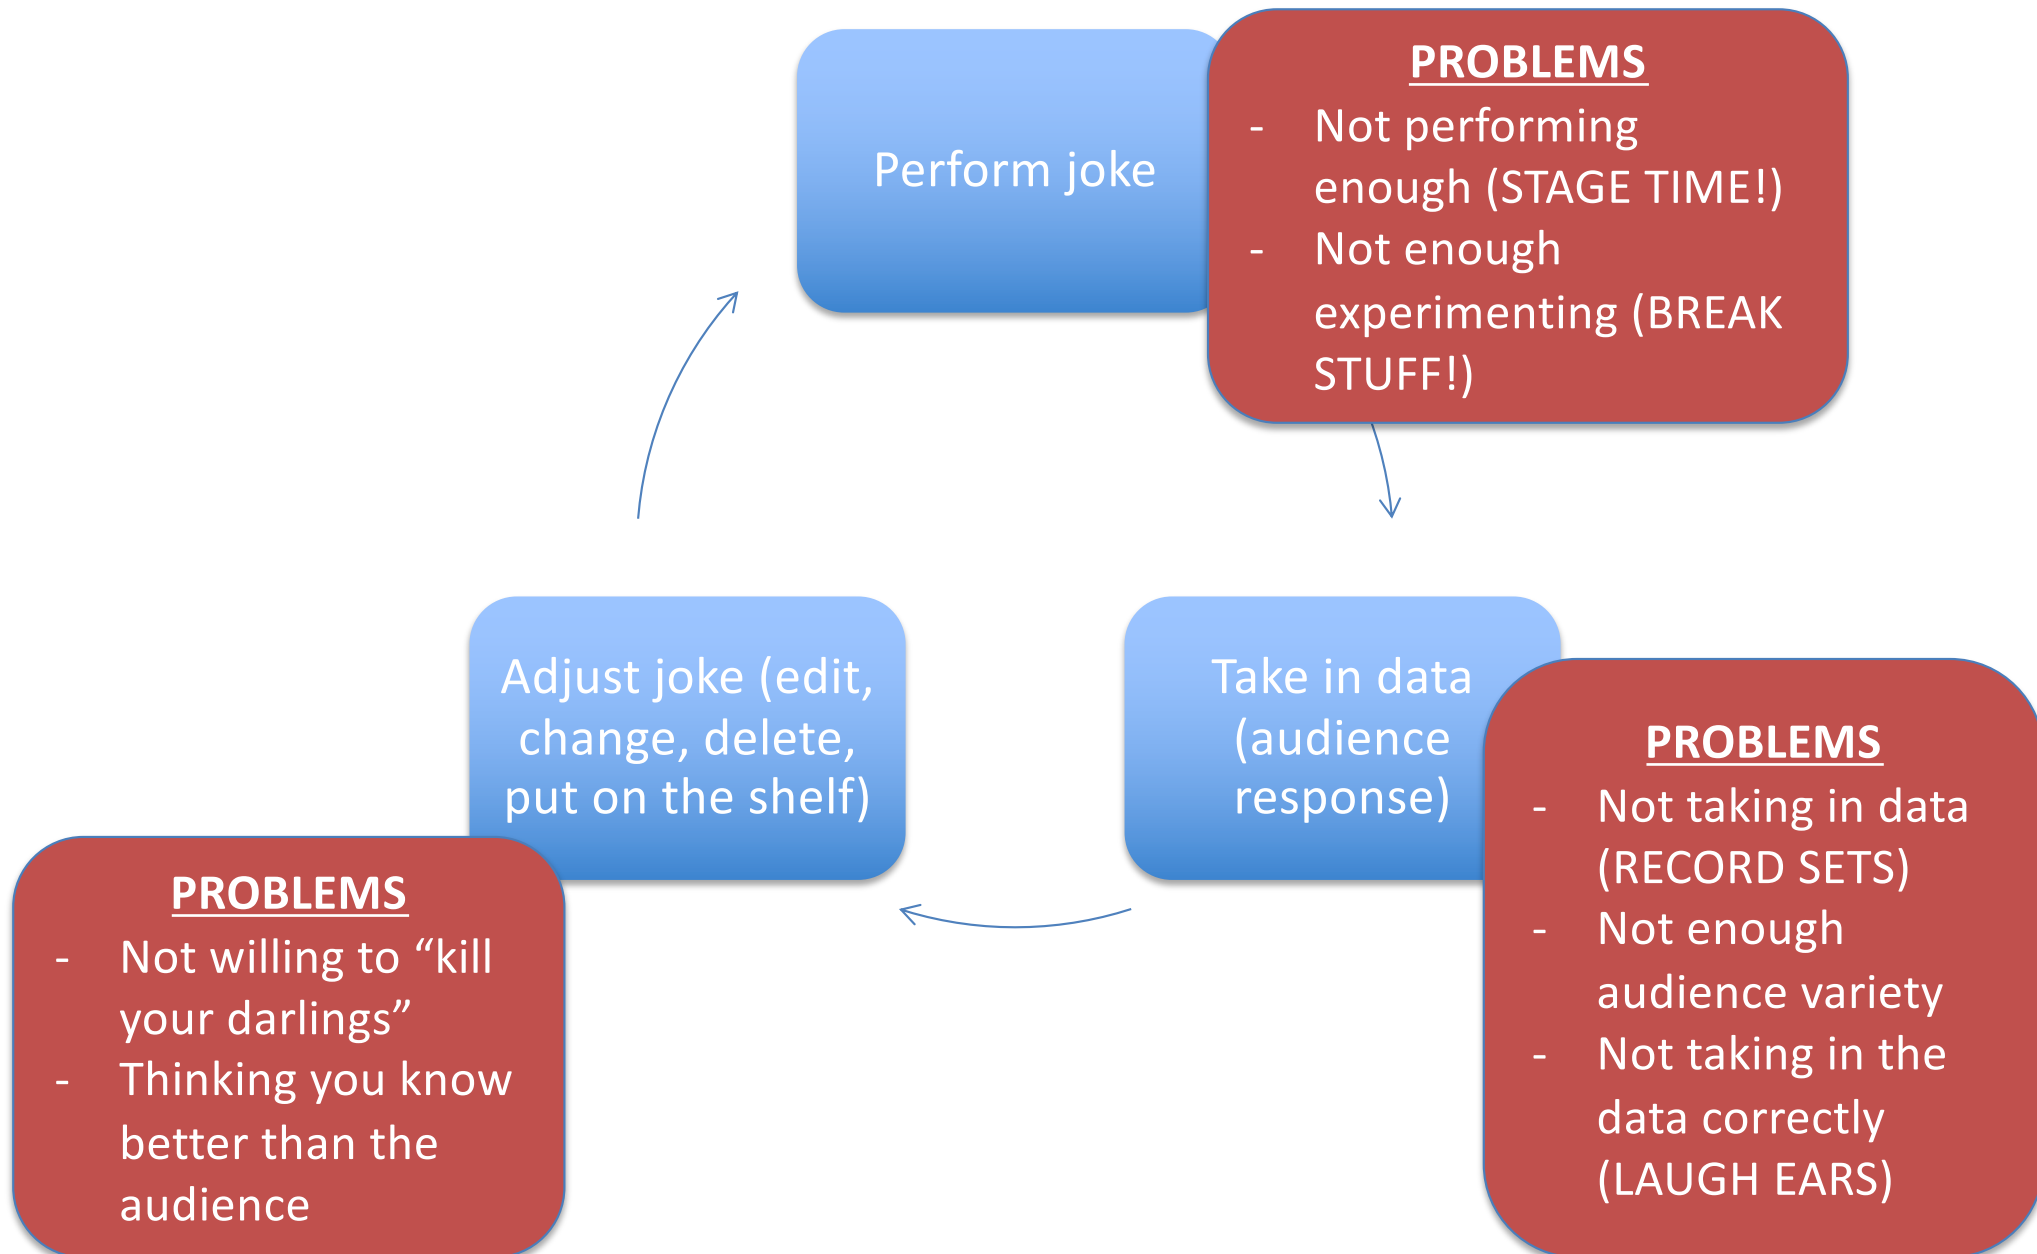 Perform joke
PROBLEMS
- Not performing
enough (STAGE TIME!)
- Not enough
experimenting (BREAK
STUFF!)
Take in data
(audience
response)
PROBLEMS
- Not taking in data
(RECORD SETS)
- Not enough
audience variety
- Not taking in the
data correctly
(LAUGH EARS)
Adjust joke (edit,
change, delete,
put on the shelf)
PROBLEMS
- Not willing to “kill
your darlings”
- Thinking you know
better than the
audience